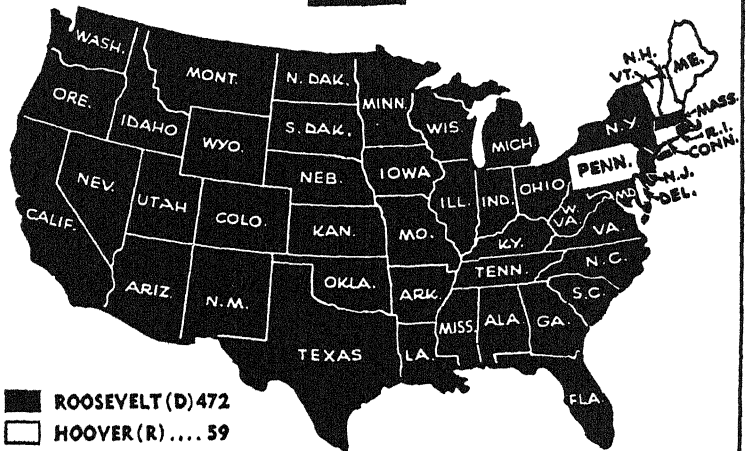 WASH.
MONT.
N. DAK.
MINN.
N.H.
VT.
ME.
ORE.
IDAHO
WYO.
S. DAK.
WIS.
MICH.
N.Y.
MASS.
R.I.
CONN.
NEV.
UTAH
COLO.
NEB.
IOWA
ILL.
IND.
OHIO
PENN.
N.J.
DEL.
MD.
W.
VA.
VA.
CALIF.
KAN.
MO.
KY.
N.C.
ARIZ.
N.M.
OKLA.
ARK.
TENN.
S.C.
TEXAS
LA.
MISS.
ALA.
GA.
FLA.
ROOSEVELT (D) 472
HOOVER (R) .... 59